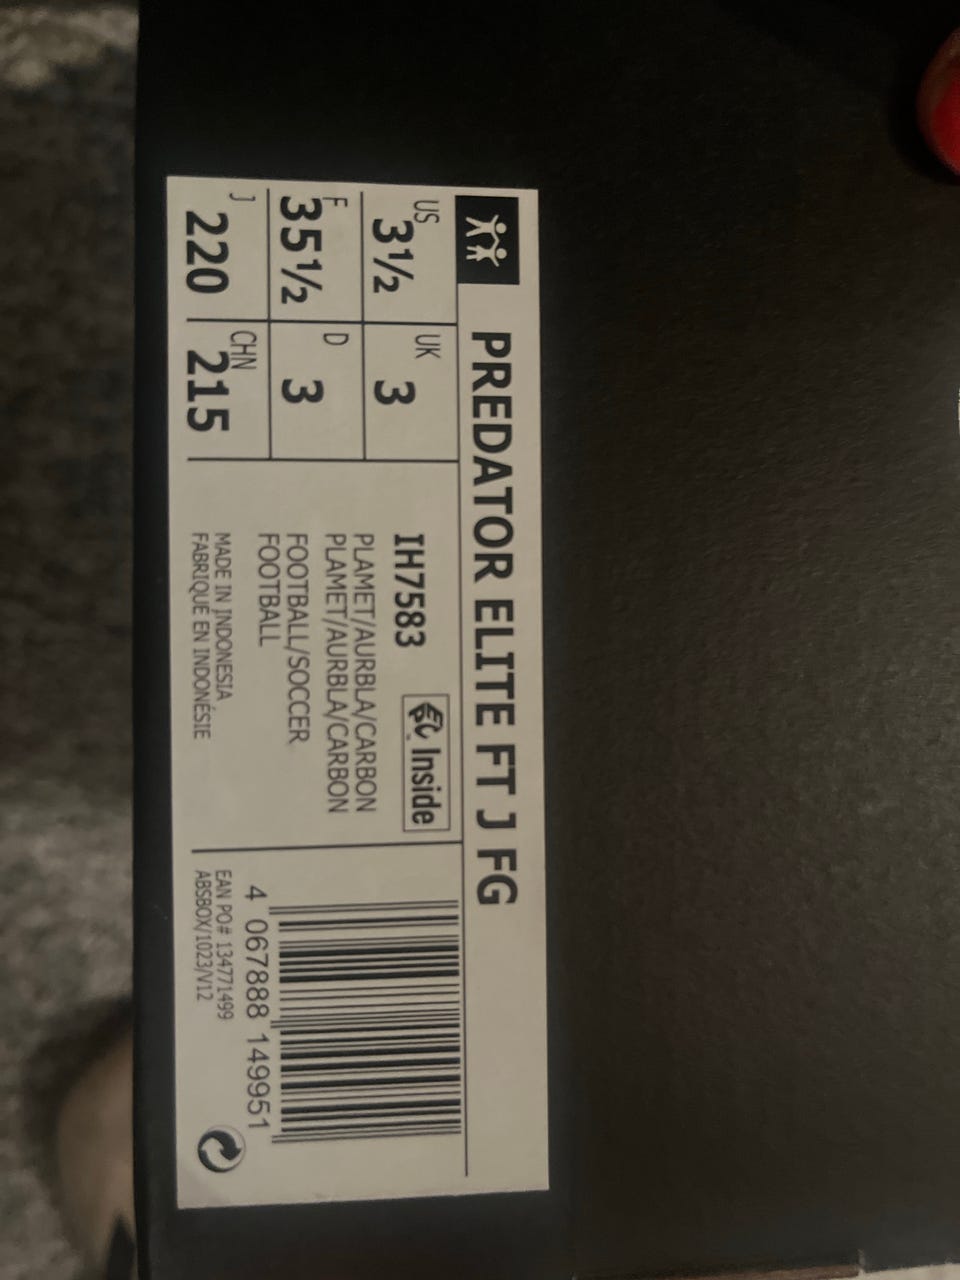 PREDATOR ELITE FT J FG
US 3½ UK 3
F 35½ D 3
J 220 CHN 215
IH7583
Inside
PLAMET/AURBLA/CARBON
PLAMET/AURBLA/CARBON
FOOTBALL/SOCCER
FOOTBALL
MADE IN INDONESIA
FABRIQUÉ EN INDONÉSIE
4 067888 149951
EAN PO# 134771499
ABSBOX/1023/V12